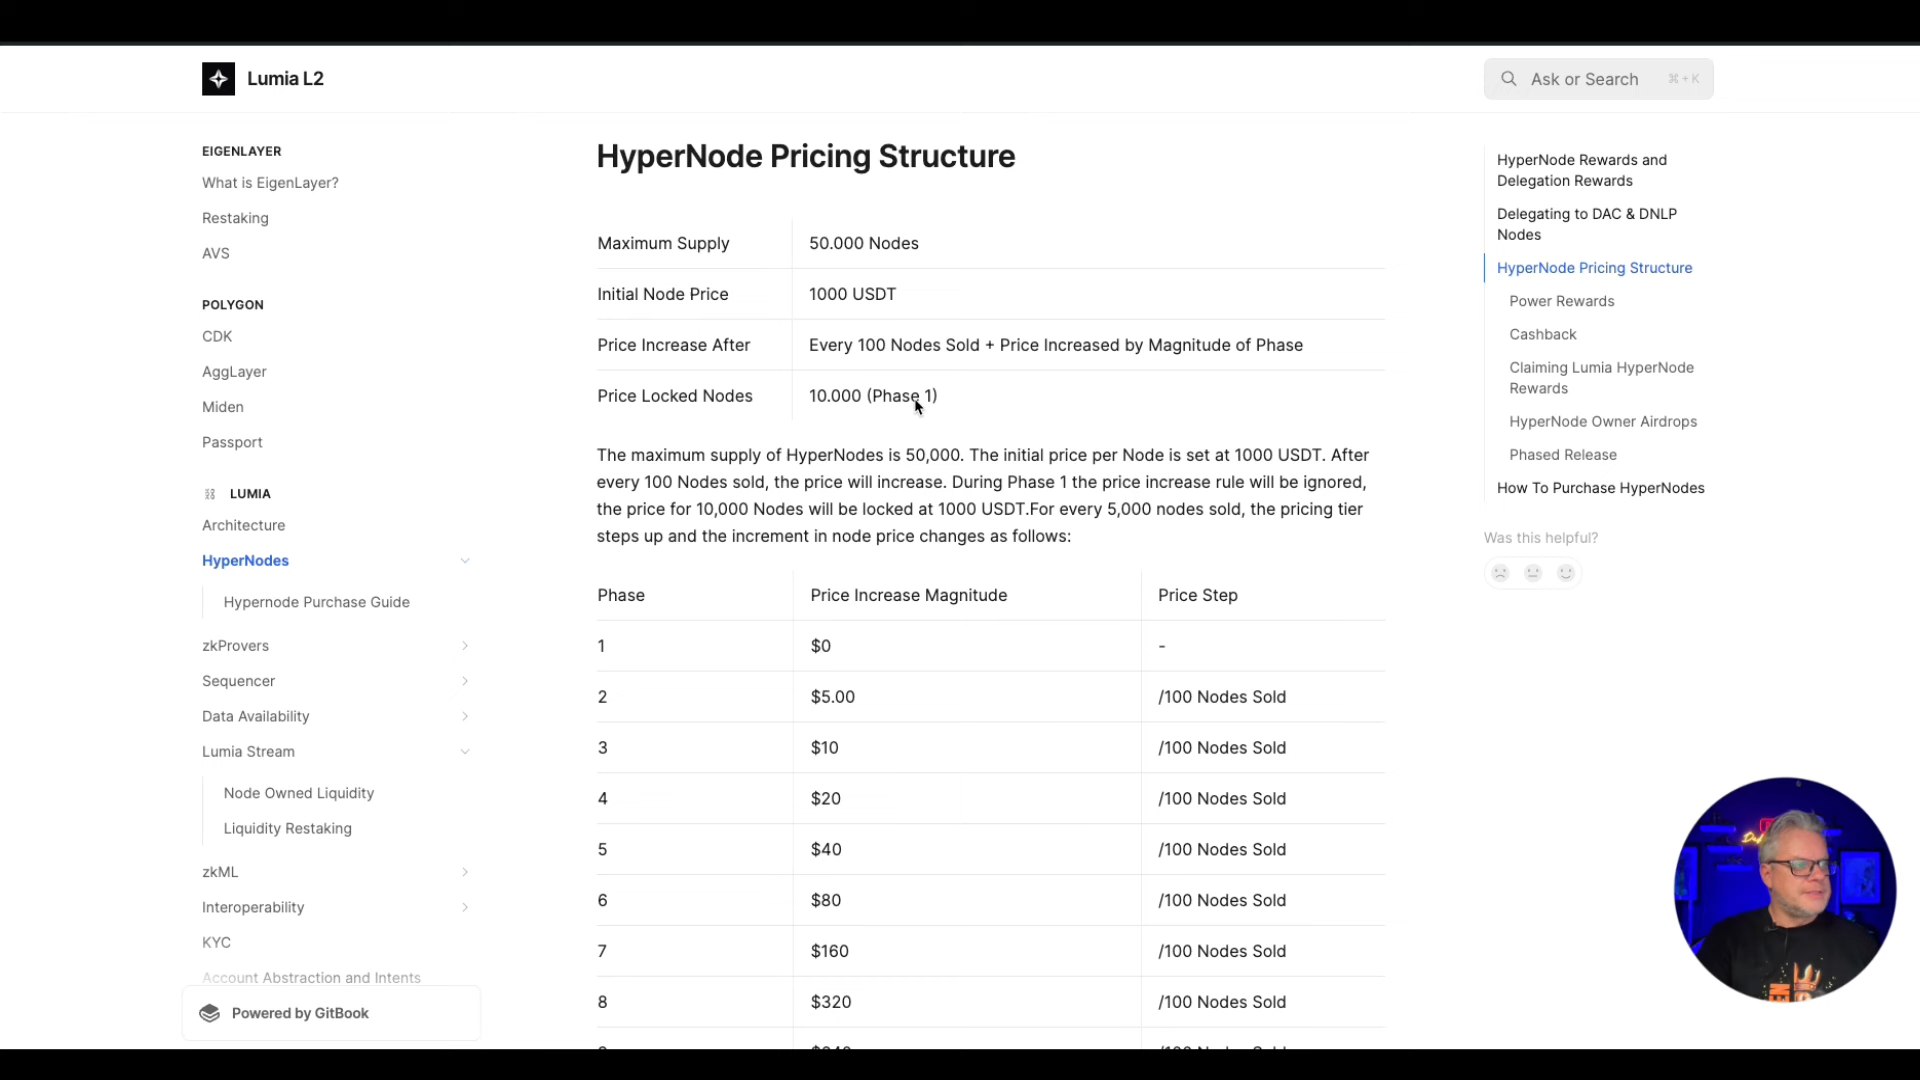 Lumia L2
Ask or Search
⌘ + K
EIGENLAYER
What is EigenLayer?
Restaking
AVS
POLYGON
CDK
AggLayer
Miden
Passport
LUMIA
Architecture
HyperNodes
Hypernode Purchase Guide
zkProvers
Sequencer
Data Availability
Lumia Stream
Node Owned Liquidity
Liquidity Restaking
zkML
Interoperability
KYC
Account Abstraction and Intents
Powered by GitBook
HyperNode Pricing Structure
Maximum Supply 50.000 Nodes
Initial Node Price 1000 USDT
Price Increase After Every 100 Nodes Sold + Price Increased by Magnitude of Phase
Price Locked Nodes 10.000 (Phase 1)
The maximum supply of HyperNodes is 50,000. The initial price per Node is set at 1000 USDT. After
every 100 Nodes sold, the price will increase. During Phase 1 the price increase rule will be ignored,
the price for 10,000 Nodes will be locked at 1000 USDT.For every 5,000 nodes sold, the pricing tier
steps up and the increment in node price changes as follows:
Phase Price Increase Magnitude Price Step
1 $0 -
2 $5.00 /100 Nodes Sold
3 $10 /100 Nodes Sold
4 $20 /100 Nodes Sold
5 $40 /100 Nodes Sold
6 $80 /100 Nodes Sold
7 $160 /100 Nodes Sold
8 $320 /100 Nodes Sold
HyperNode Rewards and
Delegation Rewards
Delegating to DAC & DNLP
Nodes
HyperNode Pricing Structure
Power Rewards
Cashback
Claiming Lumia HyperNode
Rewards
HyperNode Owner Airdrops
Phased Release
How To Purchase HyperNodes
Was this helpful?